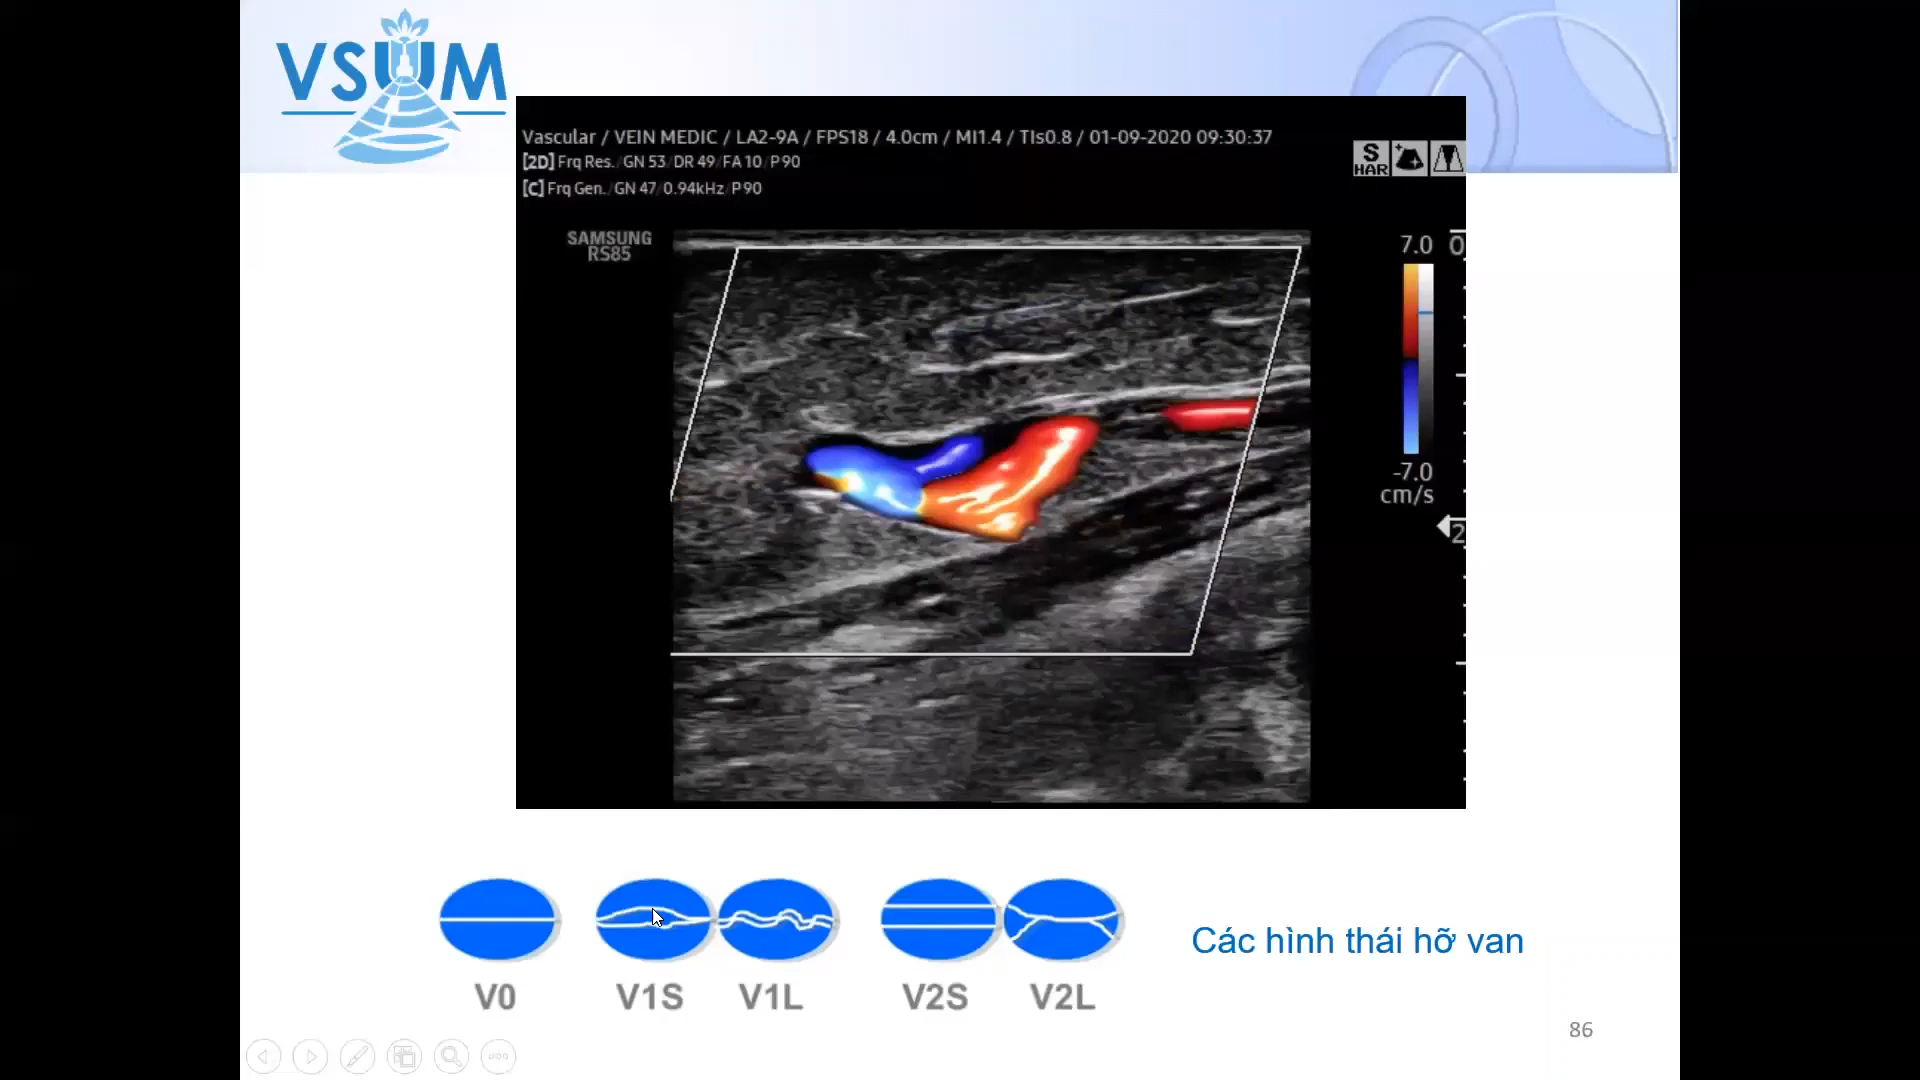 VSUM
Vascular / VEIN MEDIC / LA2-9A / FPS18 / 4.0cm / MI1.4 / TIs0.8 / 01-09-2020 09:30:37
[2D] Frq Res. GN 53 DR 49 FA 10 P90
[C] Frq Gen. GN 47 0.94kHz P90
S
HAR
SAMSUNG
RS85
7.0
0
-7.0
cm/s
2
V0
V1S
V1L
V2S
V2L
Các hình thái hỡ van
86